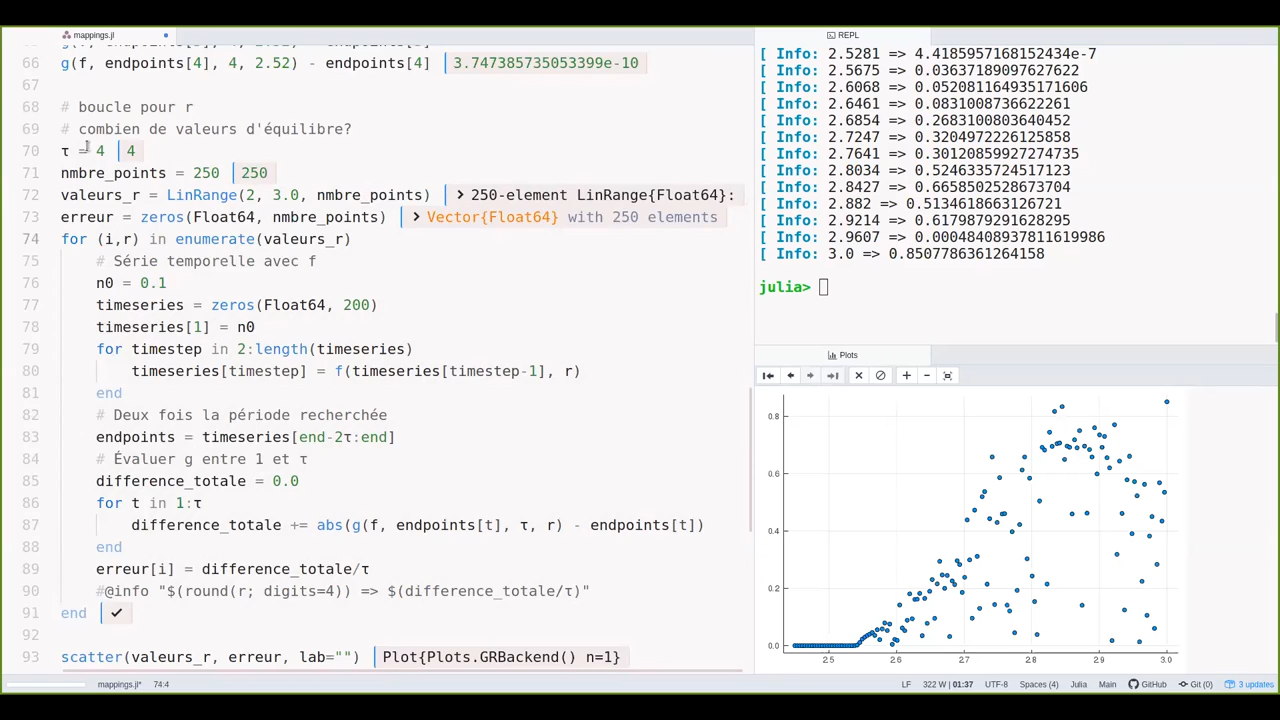 mappings.jl
66 g(f, endpoints[4], 4, 2.52) - endpoints[4] 3.747385735053399e-10
67
68 # boucle pour r
69 # combien de valeurs d'équilibre?
70 τ = 4 4
71 nmbre_points = 250 250
72 valeurs_r = LinRange(2, 3.0, nmbre_points) > 250-element LinRange{Float64}:
73 erreur = zeros(Float64, nmbre_points) > Vector{Float64} with 250 elements
74 for (i,r) in enumerate(valeurs_r)
75 # Série temporelle avec f
76 n0 = 0.1
77 timeseries = zeros(Float64, 200)
78 timeseries[1] = n0
79 for timestep in 2:length(timeseries)
80 timeseries[timestep] = f(timeseries[timestep-1], r)
81 end
82 # Deux fois la période recherchée
83 endpoints = timeseries[end-2τ:end]
84 # Évaluer g entre 1 et τ
85 difference_totale = 0.0
86 for t in 1:τ
87 difference_totale += abs(g(f, endpoints[t], τ, r) - endpoints[t])
88 end
89 erreur[i] = difference_totale/τ
90 #@info "$(round(r; digits=4)) => $(difference_totale/τ)"
91 end ✓
92
93 scatter(valeurs_r, erreur, lab="") Plot{Plots.GRBackend() n=1}
REPL
[ Info: 2.5281 => 4.4185957168152434e-7
[ Info: 2.5675 => 0.03637189097627622
[ Info: 2.6068 => 0.052081164935171606
[ Info: 2.6461 => 0.0831008736622261
[ Info: 2.6854 => 0.2683100803640452
[ Info: 2.7247 => 0.3204972226125858
[ Info: 2.7641 => 0.30120859927274735
[ Info: 2.8034 => 0.5246335724517123
[ Info: 2.8427 => 0.6658502528673704
[ Info: 2.882 => 0.5134618663126721
[ Info: 2.9214 => 0.6179879291628295
[ Info: 2.9607 => 0.00048408937811619986
[ Info: 3.0 => 0.8507786361264158
julia>
Plots
0.8
0.6
0.4
0.2
0.0
2.5 2.6 2.7 2.8 2.9 3.0
mappings.jl* 74:4 LF 322 W | 01:37 UTF-8 Spaces (4) Julia Main GitHub Git (0) 3 updates